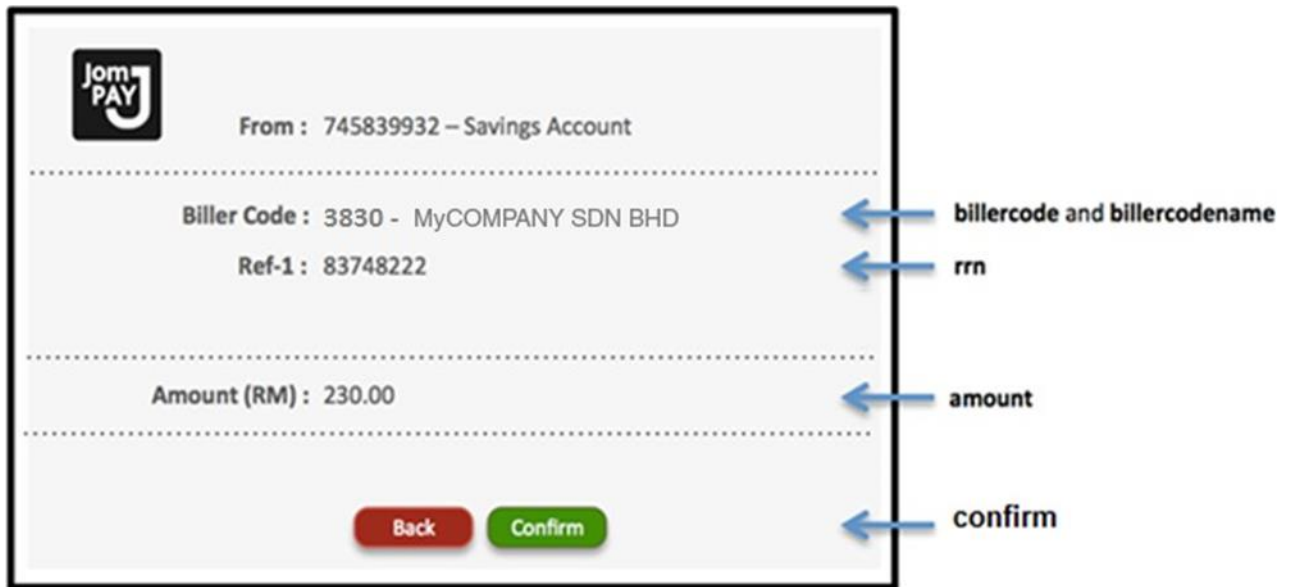 Jom
PAY
From : 745839932 – Savings Account
Biller Code : 3830 - MyCOMPANY SDN BHD
billercode and billercodename
Ref-1 : 83748222
rrn
Amount (RM) : 230.00
amount
Back Confirm
confirm